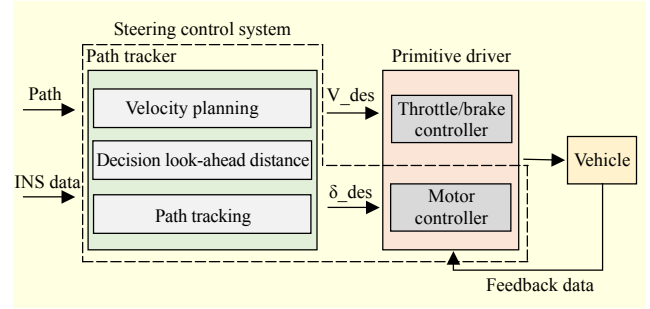 Steering control system
Path tracker
Primitive driver
Path
V_des
Velocity planning
Throttle/brake
controller
Decision look-ahead distance
Vehicle
INS data
δ_des
Path tracking
Motor
controller
Feedback data